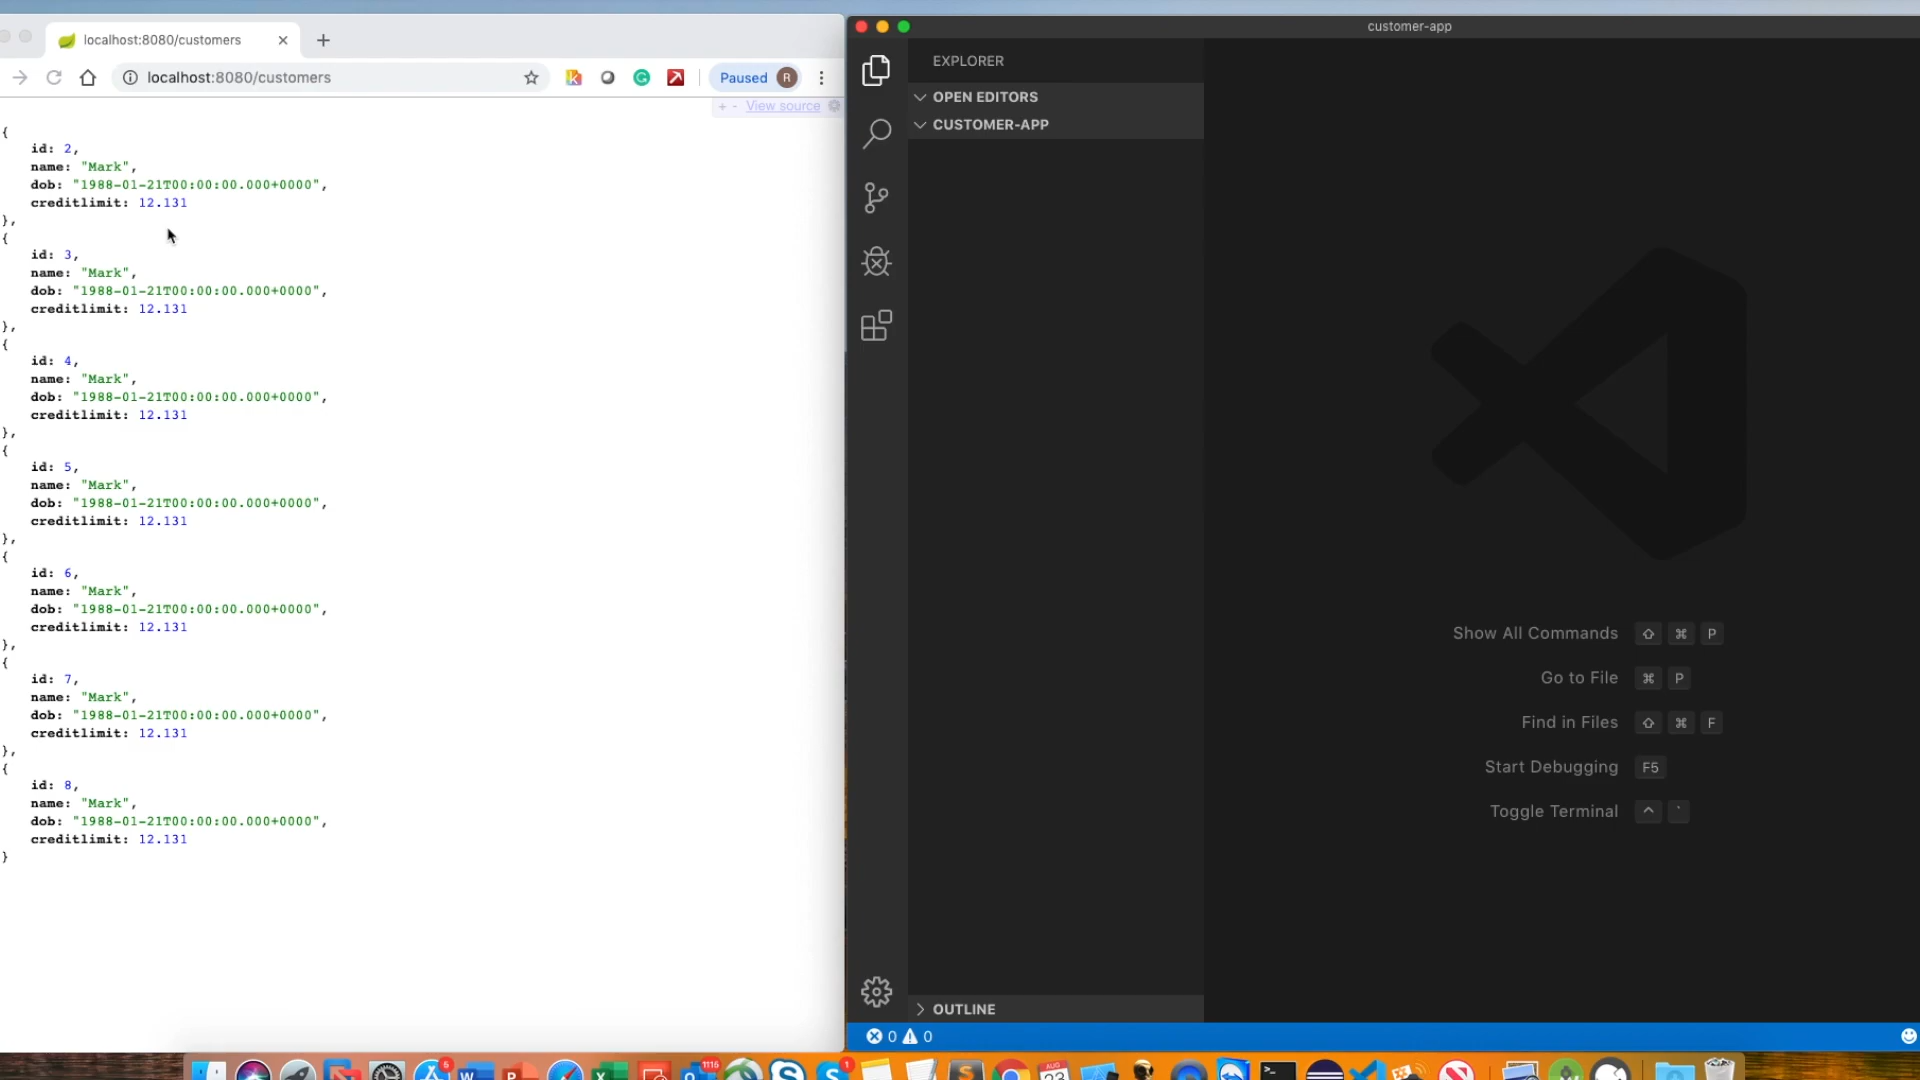 localhost:8080/customers
localhost:8080/customers
Paused R
+ - View source
{
id: 2,
name: "Mark",
dob: "1988-01-21T00:00:00.000+0000",
creditlimit: 12.131
},
{
id: 3,
name: "Mark",
dob: "1988-01-21T00:00:00.000+0000",
creditlimit: 12.131
},
{
id: 4,
name: "Mark",
dob: "1988-01-21T00:00:00.000+0000",
creditlimit: 12.131
},
{
id: 5,
name: "Mark",
dob: "1988-01-21T00:00:00.000+0000",
creditlimit: 12.131
},
{
id: 6,
name: "Mark",
dob: "1988-01-21T00:00:00.000+0000",
creditlimit: 12.131
},
{
id: 7,
name: "Mark",
dob: "1988-01-21T00:00:00.000+0000",
creditlimit: 12.131
},
{
id: 8,
name: "Mark",
dob: "1988-01-21T00:00:00.000+0000",
creditlimit: 12.131
}
customer-app
EXPLORER
OPEN EDITORS
CUSTOMER-APP
Show All Commands ⇧ ⌘ P
Go to File ⌘ P
Find in Files ⇧ ⌘ F
Start Debugging F5
Toggle Terminal ^ `
OUTLINE
0 0
6
1115
1
AUG
23